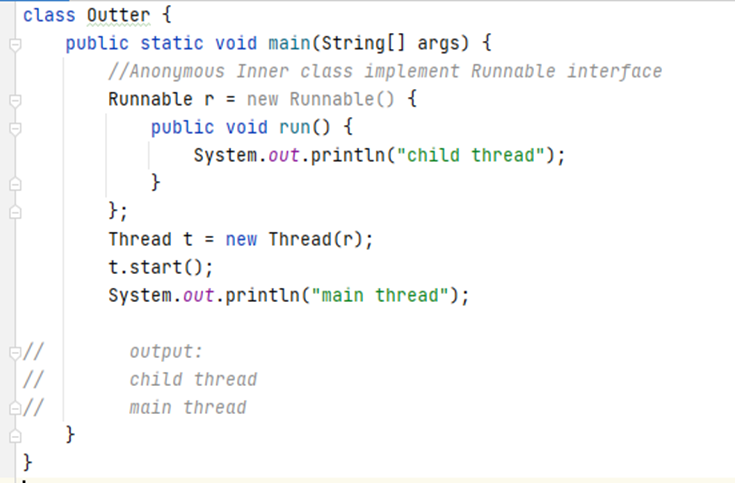 class Outter {
    public static void main(String[] args) {
        //Anonymous Inner class implement Runnable interface
        Runnable r = new Runnable() {
            public void run() {
                System.out.println("child thread");
            }
        };
        Thread t = new Thread(r);
        t.start();
        System.out.println("main thread");

//        output:
//        child thread
//        main thread
    }
}